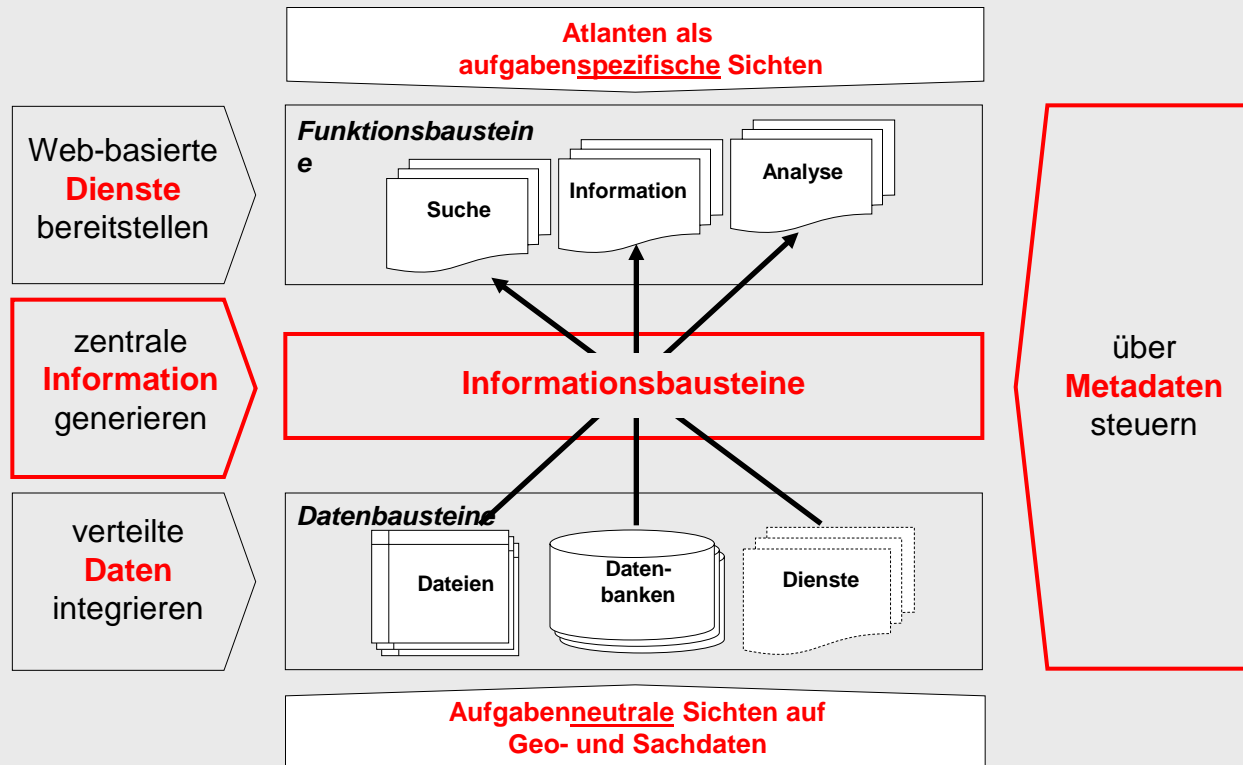 Atlanten als
aufgabenspezifische Sichten
Web-basierte
Dienste
bereitstellen
Funktionsbaustein
e
Suche
Information
Analyse
zentrale
Information
generieren
Informationsbausteine
über
Metadaten
steuern
verteilte
Daten
integrieren
Datenbausteine
Dateien
Daten-
banken
Dienste
Aufgabenneutrale Sichten auf
Geo- und Sachdaten